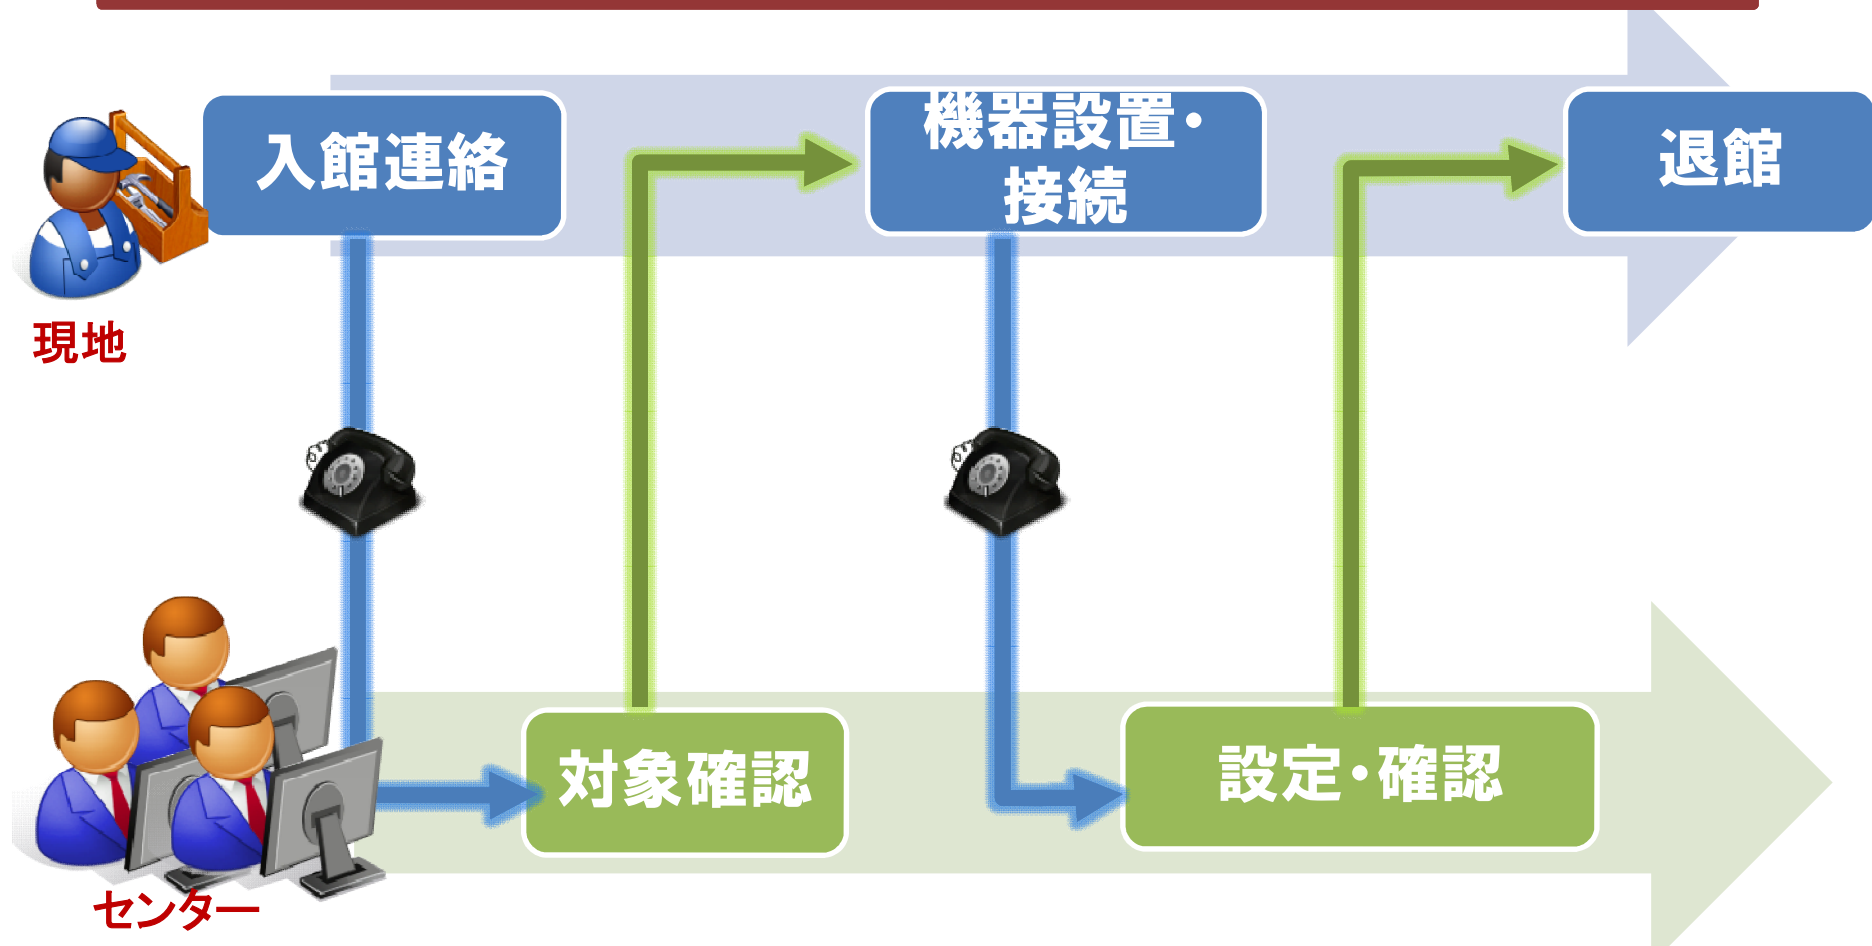 入館連絡
機器設置・
接続
退館
現地
対象確認
設定・確認
センター